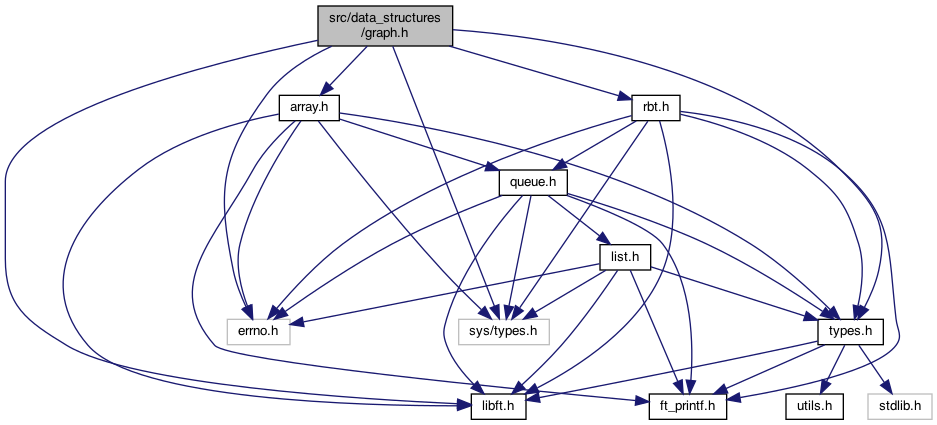 src/data_structures
/graph.h
array.h
rbt.h
queue.h
list.h
errno.h
sys/types.h
types.h
libft.h
ft_printf.h
utils.h
stdlib.h